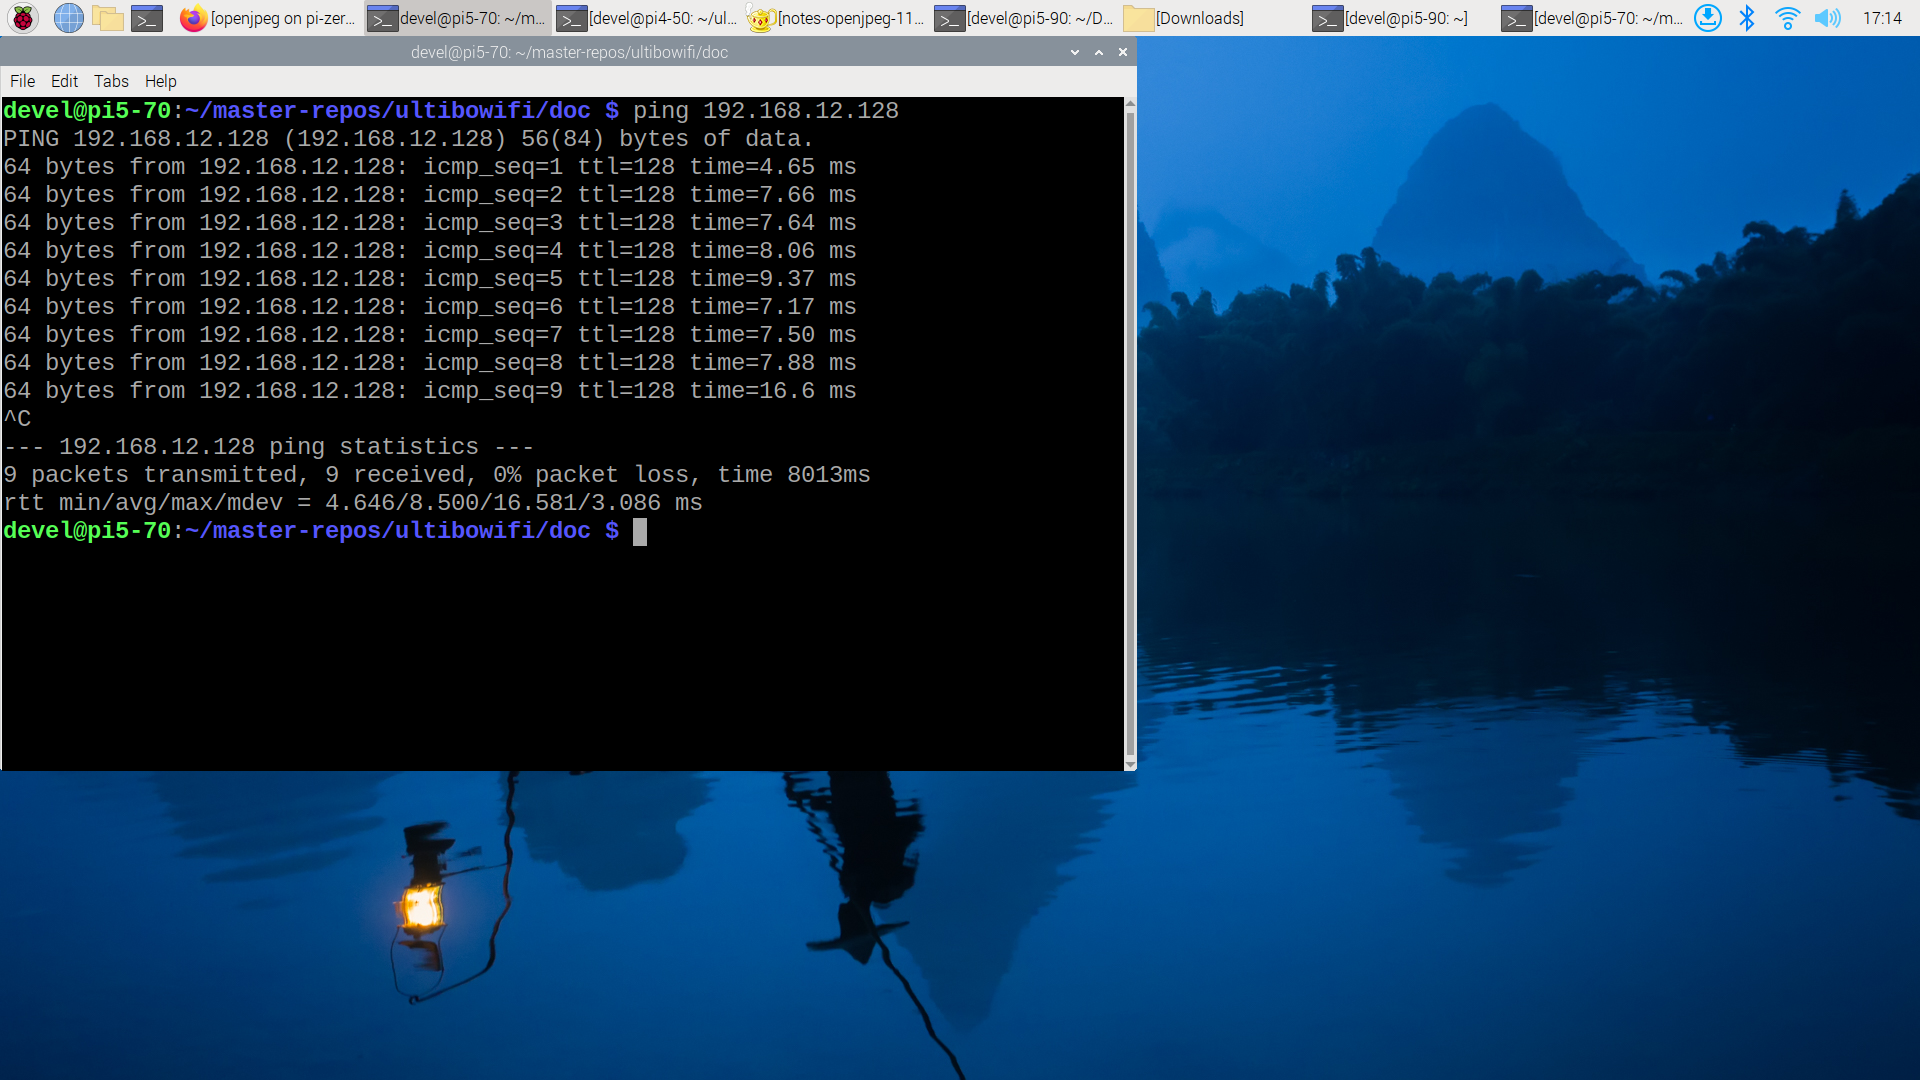 [openjpeg on pi-zer... devel@pi5-70: ~/m... [devel@pi4-50: ~/ul... [notes-openjpeg-11... [devel@pi5-90: ~/D... [Downloads] [devel@pi5-90: ~] [devel@pi5-70: ~/m... 17:14
devel@pi5-70: ~/master-repos/ultibowifi/doc
File Edit Tabs Help
devel@pi5-70:~/master-repos/ultibowifi/doc $ ping 192.168.12.128
PING 192.168.12.128 (192.168.12.128) 56(84) bytes of data.
64 bytes from 192.168.12.128: icmp_seq=1 ttl=128 time=4.65 ms
64 bytes from 192.168.12.128: icmp_seq=2 ttl=128 time=7.66 ms
64 bytes from 192.168.12.128: icmp_seq=3 ttl=128 time=7.64 ms
64 bytes from 192.168.12.128: icmp_seq=4 ttl=128 time=8.06 ms
64 bytes from 192.168.12.128: icmp_seq=5 ttl=128 time=9.37 ms
64 bytes from 192.168.12.128: icmp_seq=6 ttl=128 time=7.17 ms
64 bytes from 192.168.12.128: icmp_seq=7 ttl=128 time=7.50 ms
64 bytes from 192.168.12.128: icmp_seq=8 ttl=128 time=7.88 ms
64 bytes from 192.168.12.128: icmp_seq=9 ttl=128 time=16.6 ms
^C
--- 192.168.12.128 ping statistics ---
9 packets transmitted, 9 received, 0% packet loss, time 8013ms
rtt min/avg/max/mdev = 4.646/8.500/16.581/3.086 ms
devel@pi5-70:~/master-repos/ultibowifi/doc $